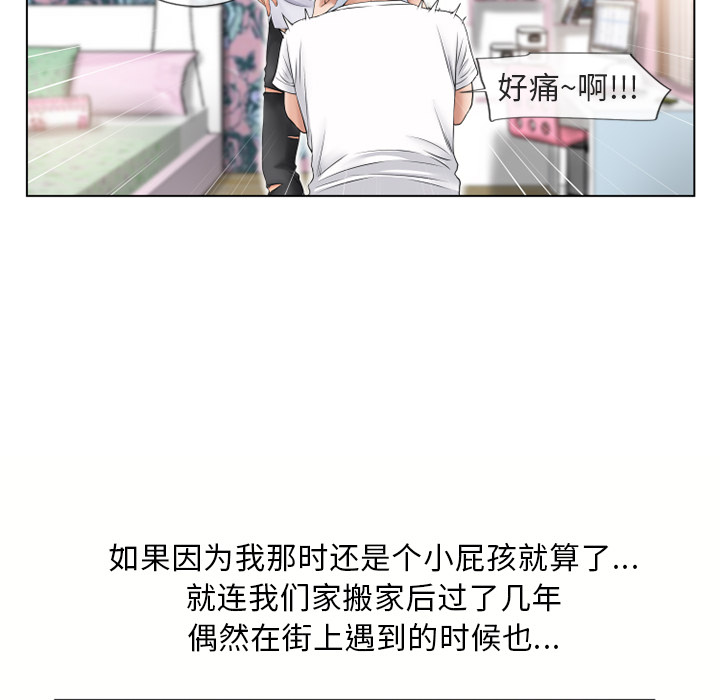 好痛~啊!!!
如果因为我那时还是个小屁孩就算了...
就连我们家搬家后过了几年
偶然在街上遇到的时候也...